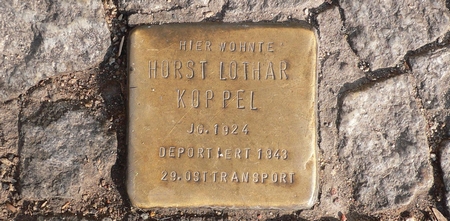 HIER WOHNTE
HORST LOTHAR
KOPPEL
JG. 1924
DEPORTIERT 1943
29. OSTTRANSPORT